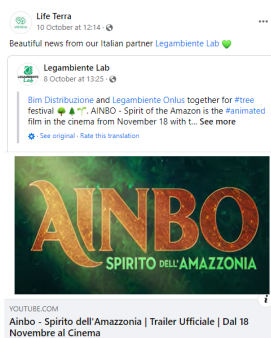 Life Terra
10 October at 12:14 ·
Beautiful news from our Italian partner Legambiente Lab
Legambiente Lab
8 October at 13:25 ·
Bim Distribuzione and Legambiente Onlus together for #tree
festival 🌳🌲🌱. AINBO - Spirit of the Amazon is the #animated
film in the cinema from November 18 with t... See more
· See original · Rate this translation
AINBO
SPIRITO DELL'AMAZZONIA
YOUTUBE.COM
Ainbo - Spirito dell'Amazzonia | Trailer Ufficiale | Dal 18
Novembre al Cinema